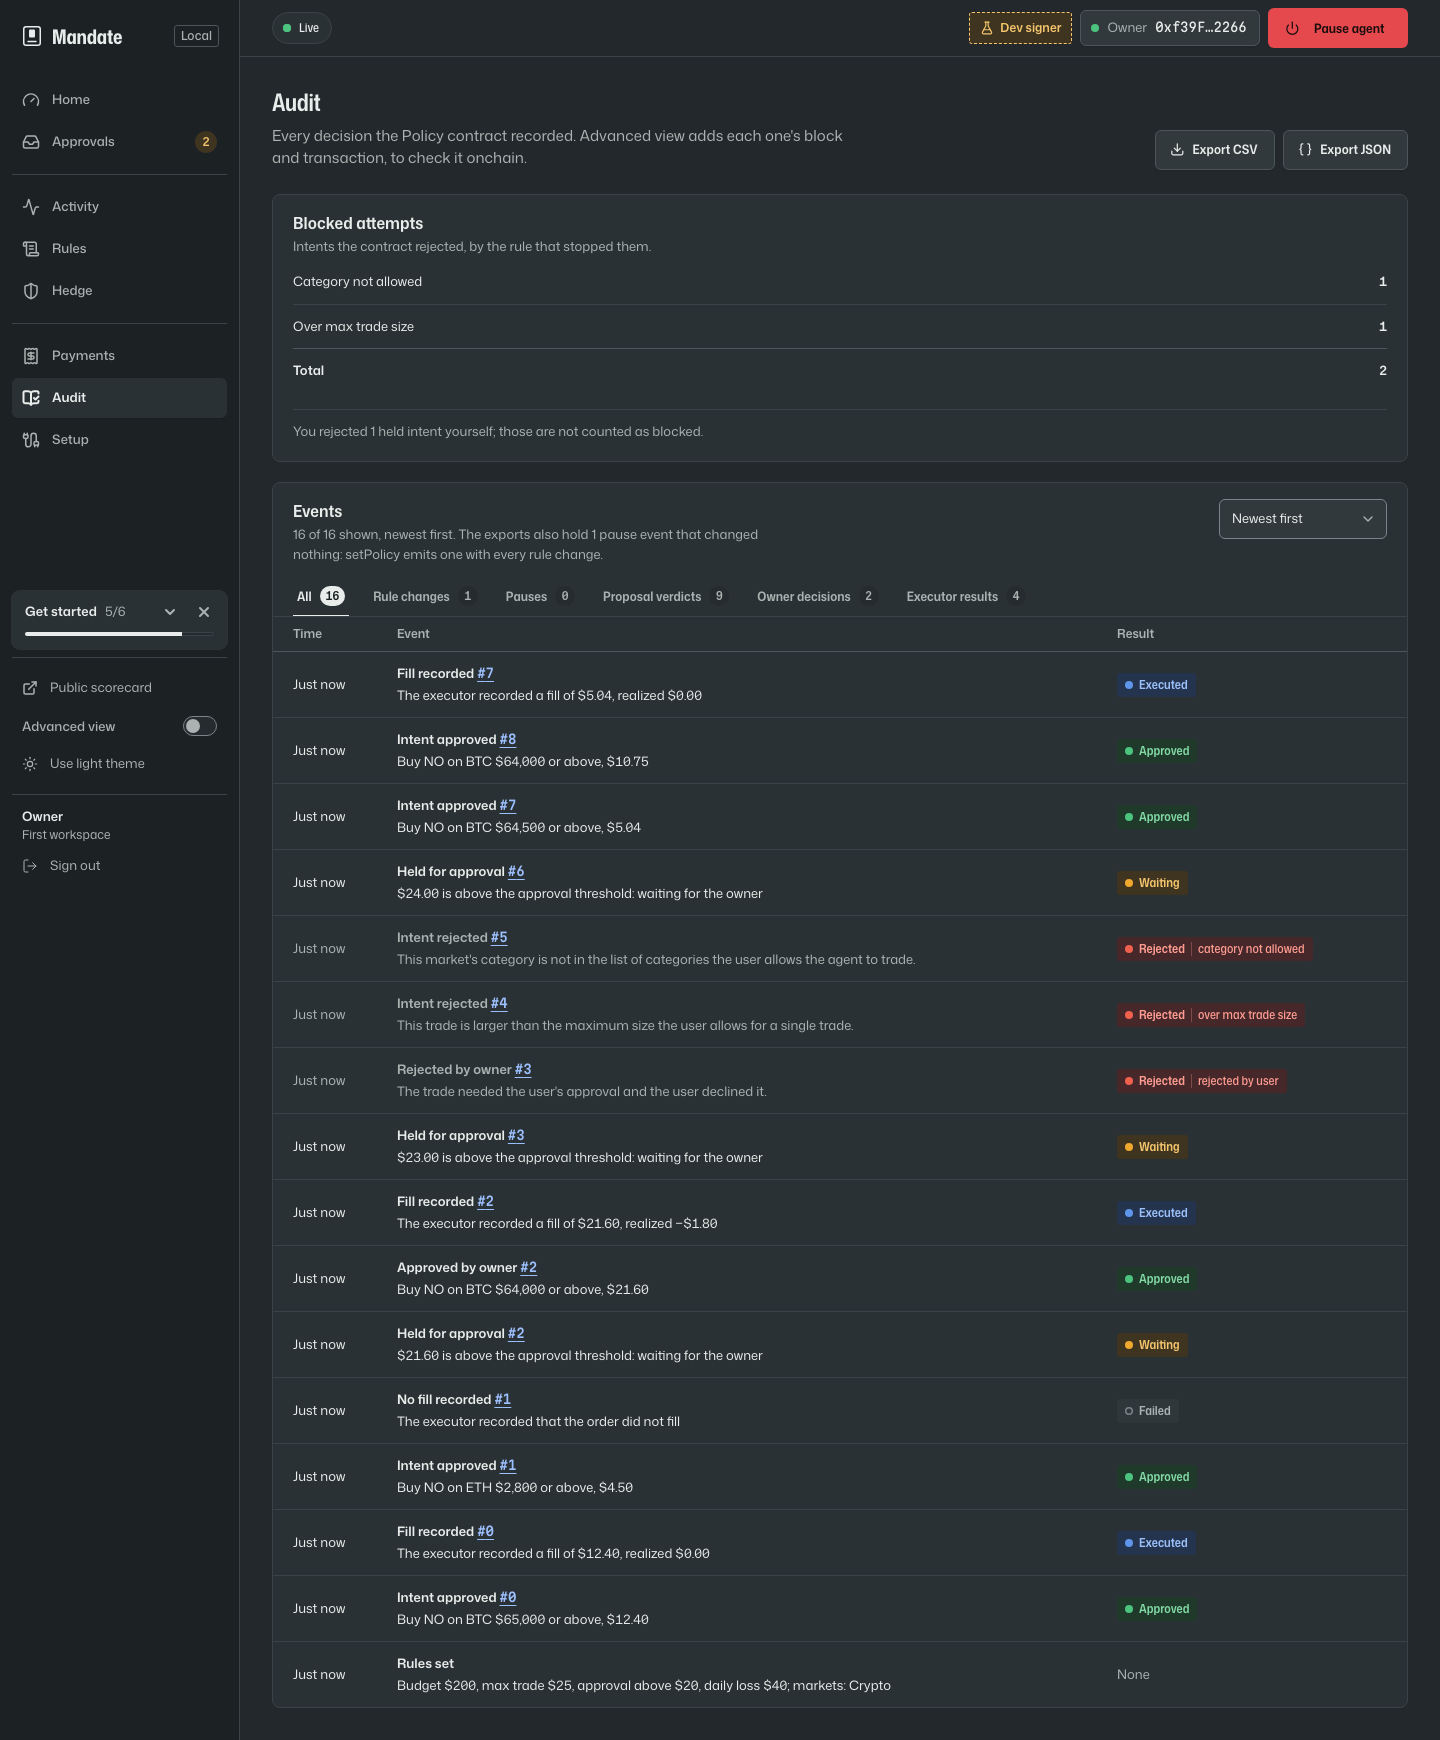 Mandate
Local
Home
Approvals 2
Activity
Rules
Hedge
Payments
Audit
Setup
Get started 5/6
Public scorecard
Advanced view
Use light theme
Owner
First workspace
Sign out
Live
Dev signer
Owner 0xf39F…2266
Pause agent
Audit
Every decision the Policy contract recorded. Advanced view adds each one's block
and transaction, to check it onchain.
Export CSV
Export JSON
Blocked attempts
Intents the contract rejected, by the rule that stopped them.
Category not allowed 1
Over max trade size 1
Total 2
You rejected 1 held intent yourself; those are not counted as blocked.
Events
16 of 16 shown, newest first. The exports also hold 1 pause event that changed
nothing: setPolicy emits one with every rule change.
Newest first
All 16 Rule changes 1 Pauses 0 Proposal verdicts 9 Owner decisions 2 Executor results 4
Time Event Result
Fill recorded #7
Just now Executed
The executor recorded a fill of $5.04, realized $0.00
Intent approved #8
Just now Approved
Buy NO on BTC $64,000 or above, $10.75
Intent approved #7
Just now Approved
Buy NO on BTC $64,500 or above, $5.04
Held for approval #6
Just now Waiting
$24.00 is above the approval threshold: waiting for the owner
Intent rejected #5
Just now Rejected | category not allowed
This market's category is not in the list of categories the user allows the agent to trade.
Intent rejected #4
Just now Rejected | over max trade size
This trade is larger than the maximum size the user allows for a single trade.
Rejected by owner #3
Just now Rejected | rejected by user
The trade needed the user's approval and the user declined it.
Held for approval #3
Just now Waiting
$23.00 is above the approval threshold: waiting for the owner
Fill recorded #2
Just now Executed
The executor recorded a fill of $21.60, realized −$1.80
Approved by owner #2
Just now Approved
Buy NO on BTC $64,000 or above, $21.60
Held for approval #2
Just now Waiting
$21.60 is above the approval threshold: waiting for the owner
No fill recorded #1
Just now Failed
The executor recorded that the order did not fill
Intent approved #1
Just now Approved
Buy NO on ETH $2,800 or above, $4.50
Fill recorded #0
Just now Executed
The executor recorded a fill of $12.40, realized $0.00
Intent approved #0
Just now Approved
Buy NO on BTC $65,000 or above, $12.40
Rules set
Just now None
Budget $200, max trade $25, approval above $20, daily loss $40; markets: Crypto